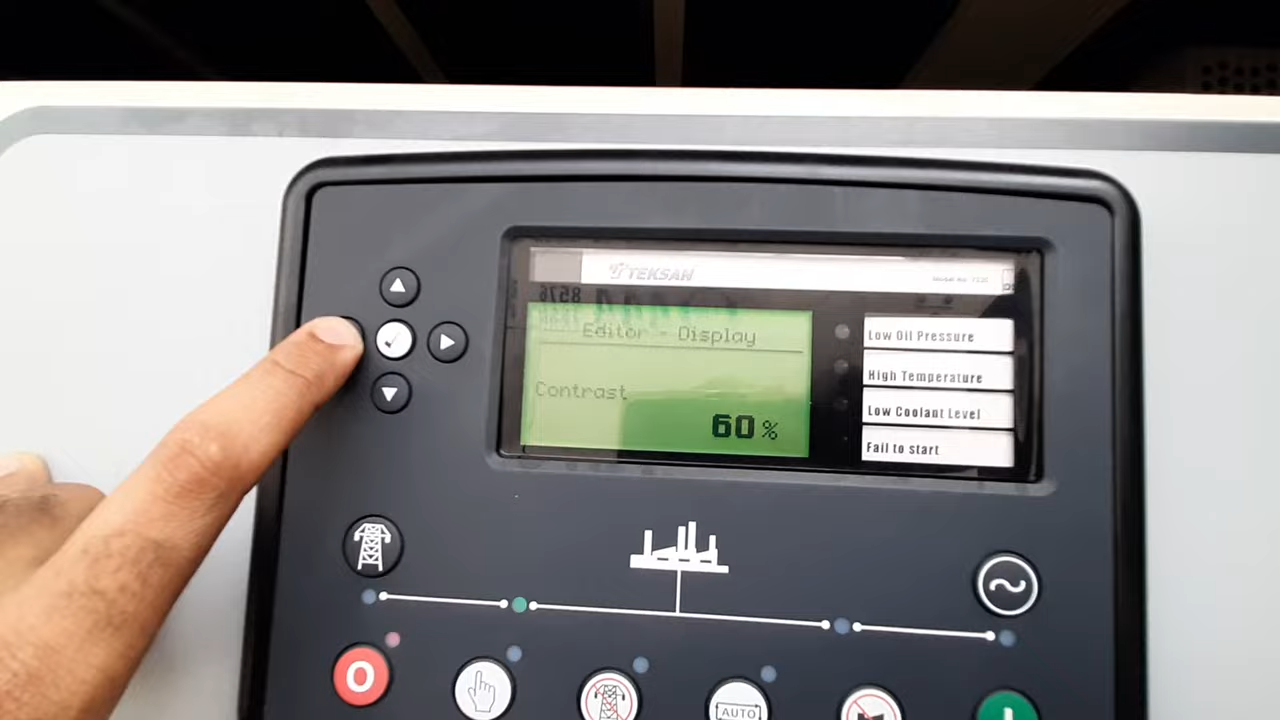 TEKSAN
Editor - Display
Contrast
60 %
Low Oil Pressure
High Temperature
Low Coolant Level
Fail to start
O
AUTO